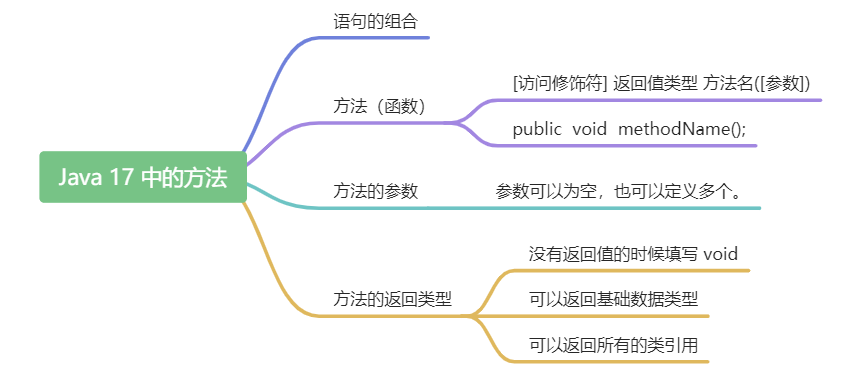 Java 17 中的方法
语句的组合
方法（函数）
[访问修饰符] 返回值类型 方法名([参数])
public void methodName();
方法的参数
参数可以为空，也可以定义多个。
方法的返回类型
没有返回值的时候填写 void
可以返回基础数据类型
可以返回所有的类引用